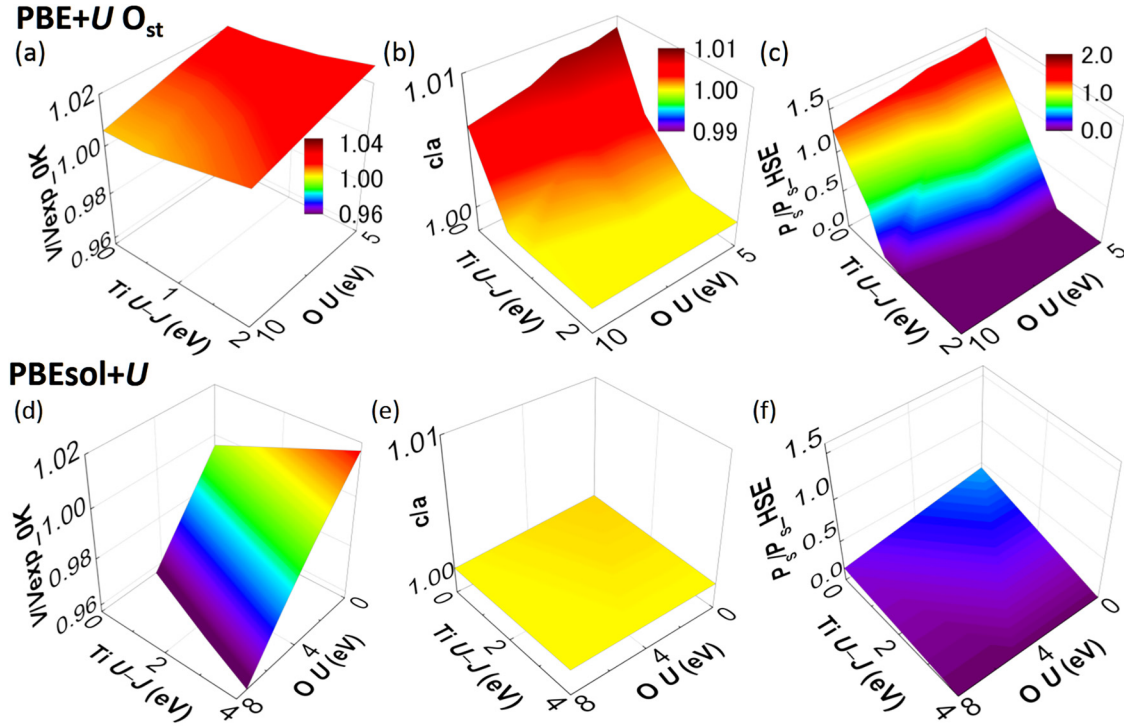 PBE+U O_st
(a)
1.02
1.00
0.98
0.96
V/Vexp_0K
0
1
2
Ti U–J (eV)
10
5
O U (eV)
1.04
1.00
0.96
(b)
1.01
1.00
c/a
0
2
Ti U–J (eV)
10
5
O U (eV)
1.01
1.00
0.99
(c)
1.5
1.0
0.5
0.0
P_s/P_s_HSE
0
2
Ti U–J (eV)
10
5
O U (eV)
2.0
1.0
0.0
PBEsol+U
(d)
1.02
1.00
0.98
0.96
V/Vexp_0K
0
2
4
Ti U–J (eV)
8
4
0
O U (eV)
(e)
1.01
1.00
c/a
0
2
4
Ti U–J (eV)
8
4
0
O U (eV)
(f)
1.5
1.0
0.5
0.0
P_s/P_s_HSE
0
2
4
Ti U–J (eV)
8
4
0
O U (eV)